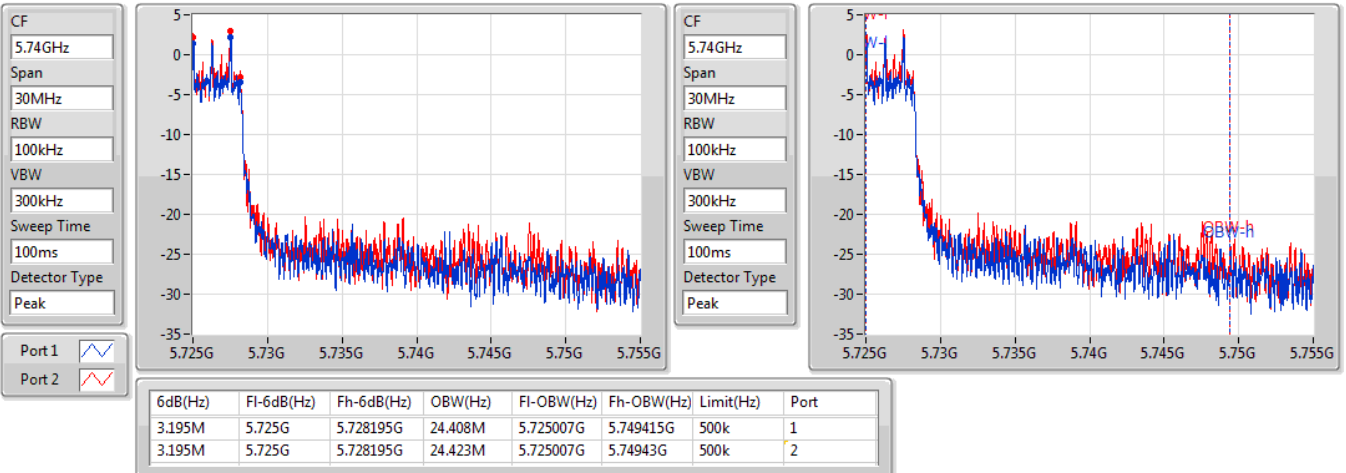 CF
5.74GHz
Span
30MHz
RBW
100kHz
VBW
300kHz
Sweep Time
100ms
Detector Type
Peak
Port 1
Port 2
5
0
-5
-10
-15
-20
-25
-30
-35
5.725G 5.73G 5.735G 5.74G 5.745G 5.75G 5.755G
CF
5.74GHz
Span
30MHz
RBW
100kHz
VBW
300kHz
Sweep Time
100ms
Detector Type
Peak
5
0
-5
-10
-15
-20
-25
-30
-35
5.725G 5.73G 5.735G 5.74G 5.745G 5.75G 5.755G
OBW-h
6dB(Hz) Fl-6dB(Hz) Fh-6dB(Hz) OBW(Hz) Fl-OBW(Hz) Fh-OBW(Hz) Limit(Hz) Port
3.195M 5.725G 5.728195G 24.408M 5.725007G 5.749415G 500k 1
3.195M 5.725G 5.728195G 24.423M 5.725007G 5.74943G 500k 2